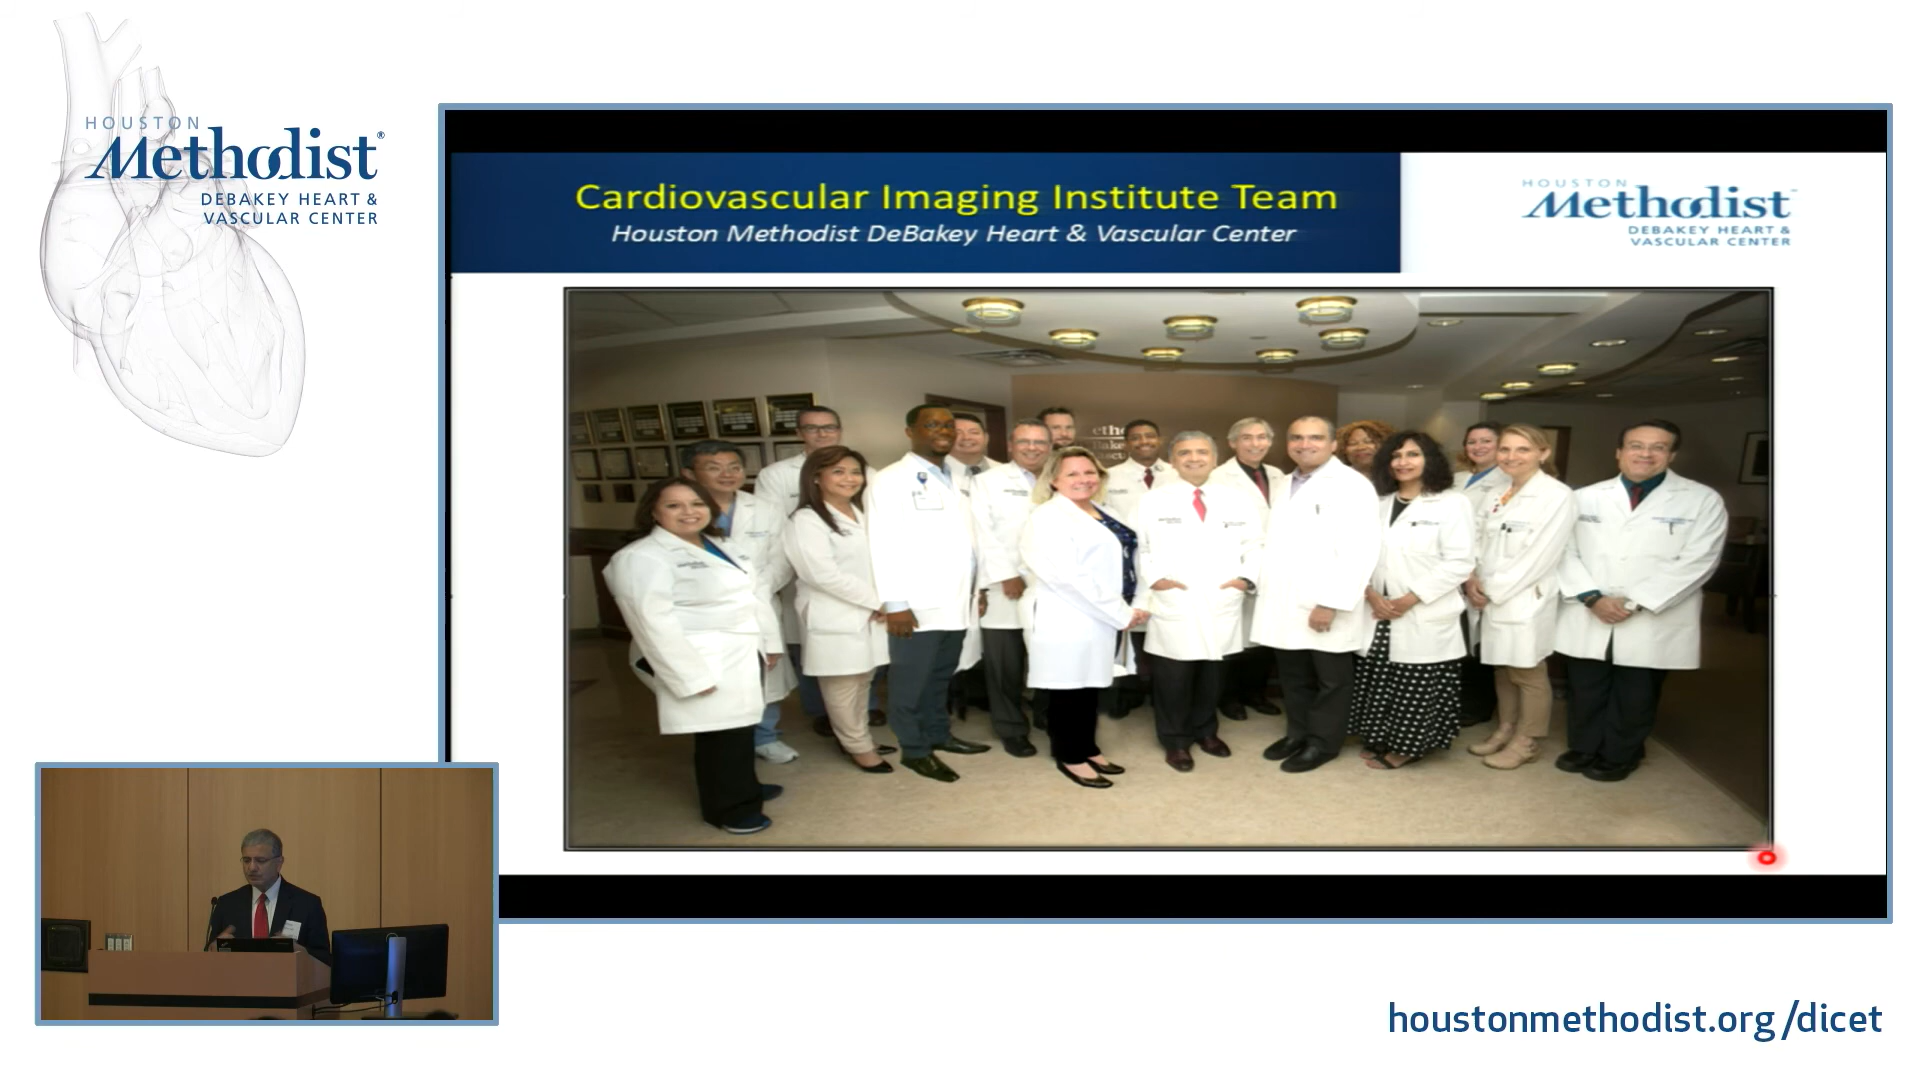 HOUSTON
Methodist®
DEBAKEY HEART &
VASCULAR CENTER
Cardiovascular Imaging Institute Team
Houston Methodist DeBakey Heart & Vascular Center
HOUSTON
Methodist
DEBAKEY HEART &
VASCULAR CENTER
houstonmethodist.org/dicet